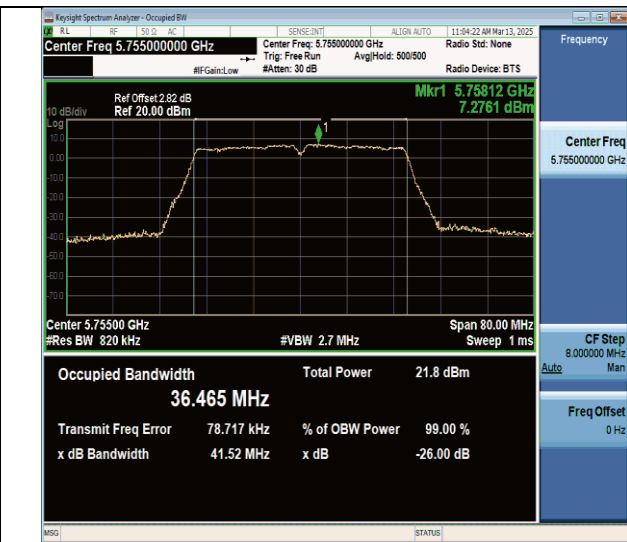 Keysight Spectrum Analyzer - Occupied BW
LXI RL RF 50 Ω AC SENSE:INT ALIGN AUTO 11:04:22 AM Mar 13, 2025
Center Freq 5.755000000 GHz
Center Freq: 5.755000000 GHz
Radio Std: None
Trig: Free Run Avg|Hold: 500/500
#IFGain:Low #Atten: 30 dB Radio Device: BTS
Mkr1 5.75812 GHz
7.2761 dBm
Ref Offset 2.82 dB
10 dB/div Ref 20.00 dBm
Log
10.0
0.00
-10.0
-20.0
-30.0
-40.0
-50.0
-60.0
-70.0
1
Center 5.75500 GHz Span 80.00 MHz
#Res BW 820 kHz #VBW 2.7 MHz Sweep 1 ms
Occupied Bandwidth Total Power 21.8 dBm
36.465 MHz
Transmit Freq Error 78.717 kHz % of OBW Power 99.00 %
x dB Bandwidth 41.52 MHz x dB -26.00 dB
MSG STATUS
Frequency
Center Freq
5.755000000 GHz
CF Step
8.000000 MHz
Auto Man
Freq Offset
0 Hz